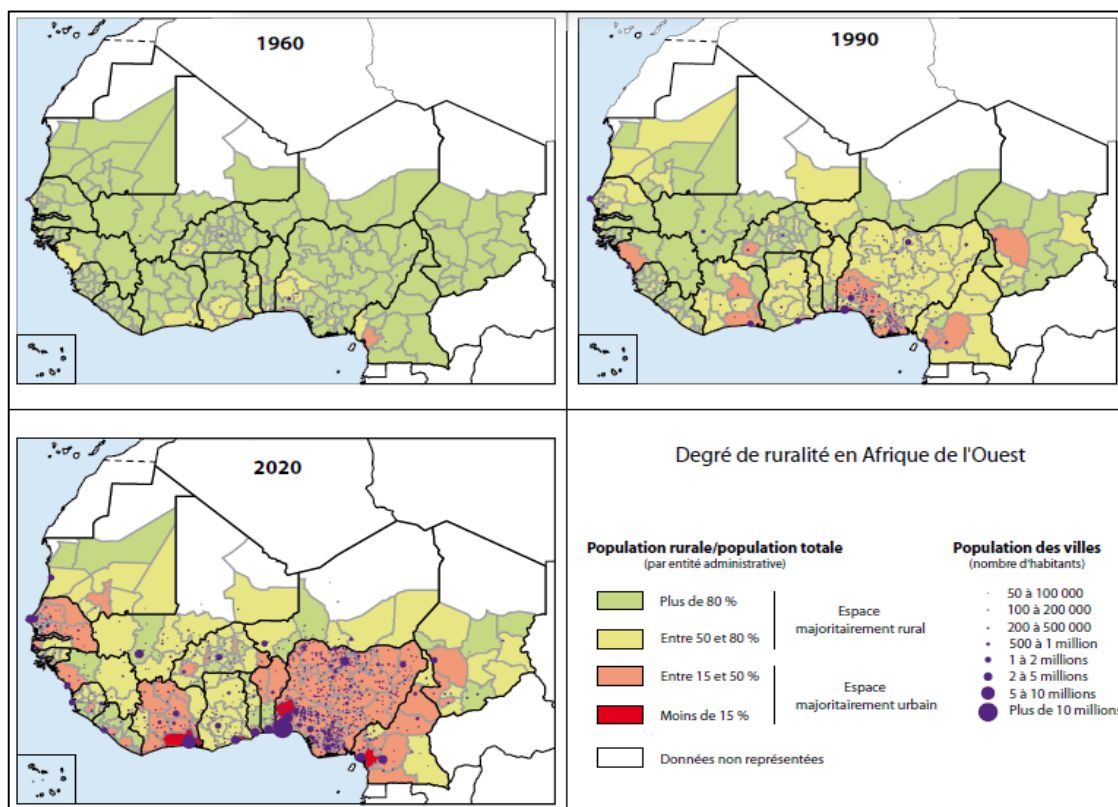 1960
1990
2020
Degré de ruralité en Afrique de l'Ouest
Population rurale/population totale
(par entité administrative)
Plus de 80 %
Entre 50 et 80 %
Espace
majoritairement rural
Entre 15 et 50 %
Moins de 15 %
Espace
majoritairement urbain
Données non représentées
Population des villes
(nombre d'habitants)
50 à 100 000
100 à 200 000
200 à 500 000
500 à 1 million
1 à 2 millions
2 à 5 millions
5 à 10 millions
Plus de 10 millions